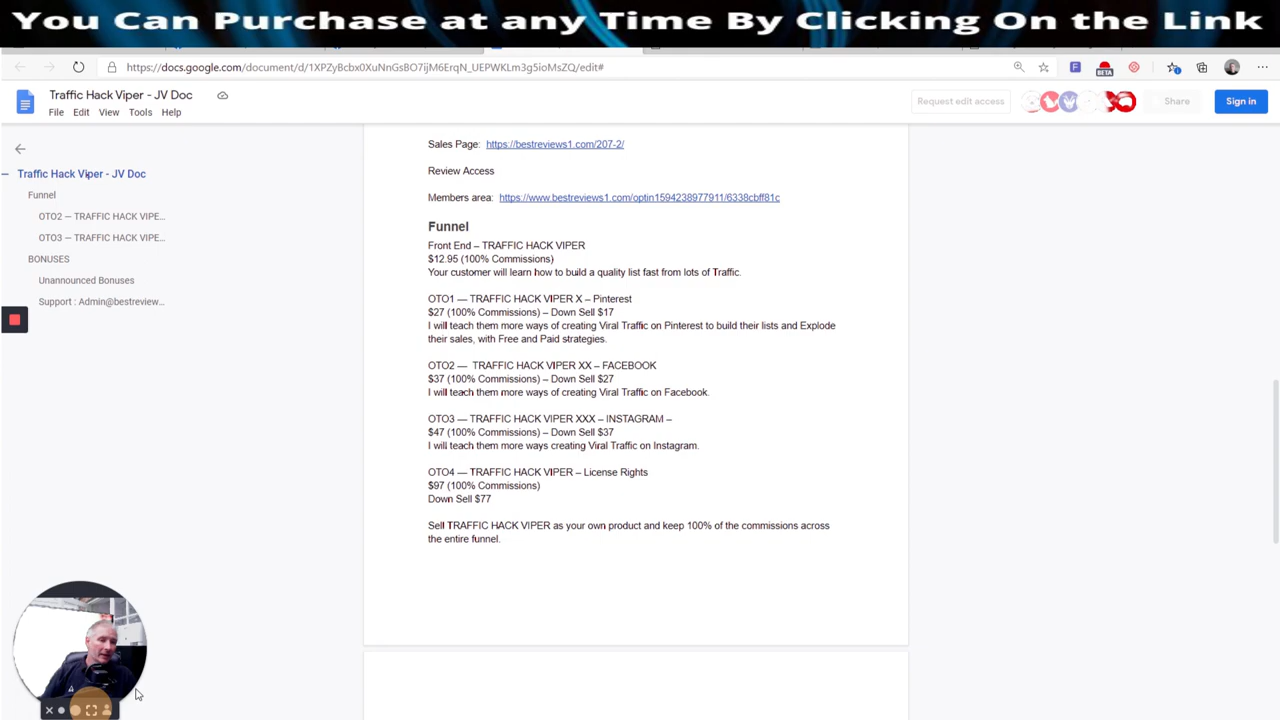 You Can Purchase at any Time By Clicking On the Link
https://docs.google.com/document/d/1XPZyBcbx0XuNnGsBO7ijM6ErqN_UEPWKLm3g5ioMsZQ/edit#
BETA
Traffic Hack Viper - JV Doc
File Edit View Tools Help
Request edit access
Share
Sign in
Traffic Hack Viper - JV Doc
Funnel
OTO2 — TRAFFIC HACK VIPE...
OTO3 — TRAFFIC HACK VIPE...
BONUSES
Unannounced Bonuses
Support : Admin@bestreview...
Sales Page: https://bestreviews1.com/207-2/
Review Access
Members area: https://www.bestreviews1.com/optin1594238977911/6338cbff81c
Funnel
Front End – TRAFFIC HACK VIPER
$12.95 (100% Commissions)
Your customer will learn how to build a quality list fast from lots of Traffic.
OTO1 — TRAFFIC HACK VIPER X – Pinterest
$27 (100% Commissions) – Down Sell $17
I will teach them more ways of creating Viral Traffic on Pinterest to build their lists and Explode
their sales, with Free and Paid strategies.
OTO2 — TRAFFIC HACK VIPER XX – FACEBOOK
$37 (100% Commissions) – Down Sell $27
I will teach them more ways of creating Viral Traffic on Facebook.
OTO3 — TRAFFIC HACK VIPER XXX – INSTAGRAM –
$47 (100% Commissions) – Down Sell $37
I will teach them more ways creating Viral Traffic on Instagram.
OTO4 — TRAFFIC HACK VIPER – License Rights
$97 (100% Commissions)
Down Sell $77
Sell TRAFFIC HACK VIPER as your own product and keep 100% of the commissions across
the entire funnel.